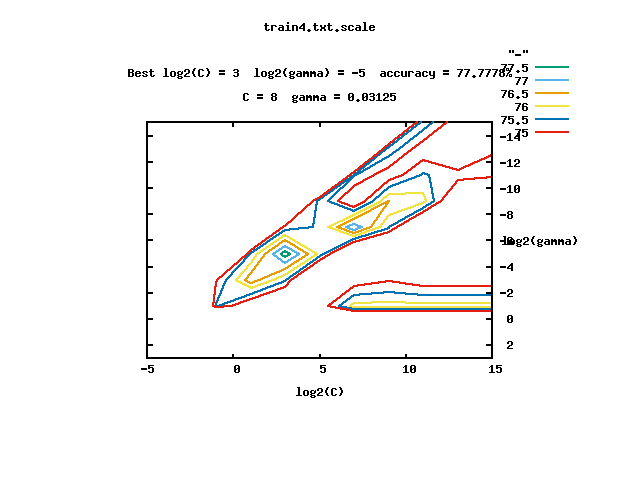 train4.txt.scale
"-"
77.5
Best log2(C) = 3  log2(gamma) = -5  accuracy = 77.7778%
77
76.5
C = 8  gamma = 0.03125
76
75.5
75
-14
-12
-10
-8
-6
log2(gamma)
-4
-2
0
2
-5 0 5 10 15
log2(C)